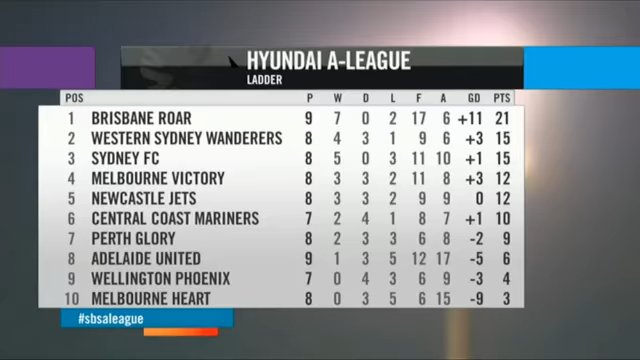 HYUNDAI A-LEAGUE
LADDER
POS P W D L F A GD PTS
1 BRISBANE ROAR 9 7 0 2 17 6 +11 21
2 WESTERN SYDNEY WANDERERS 8 4 3 1 9 6 +3 15
3 SYDNEY FC 8 5 0 3 11 10 +1 15
4 MELBOURNE VICTORY 8 3 3 2 11 8 +3 12
5 NEWCASTLE JETS 8 3 3 2 9 9 0 12
6 CENTRAL COAST MARINERS 7 2 4 1 8 7 +1 10
7 PERTH GLORY 8 2 3 3 6 8 -2 9
8 ADELAIDE UNITED 9 1 3 5 12 17 -5 6
9 WELLINGTON PHOENIX 7 0 4 3 6 9 -3 4
10 MELBOURNE HEART 8 0 3 5 6 15 -9 3
#sbsaleague